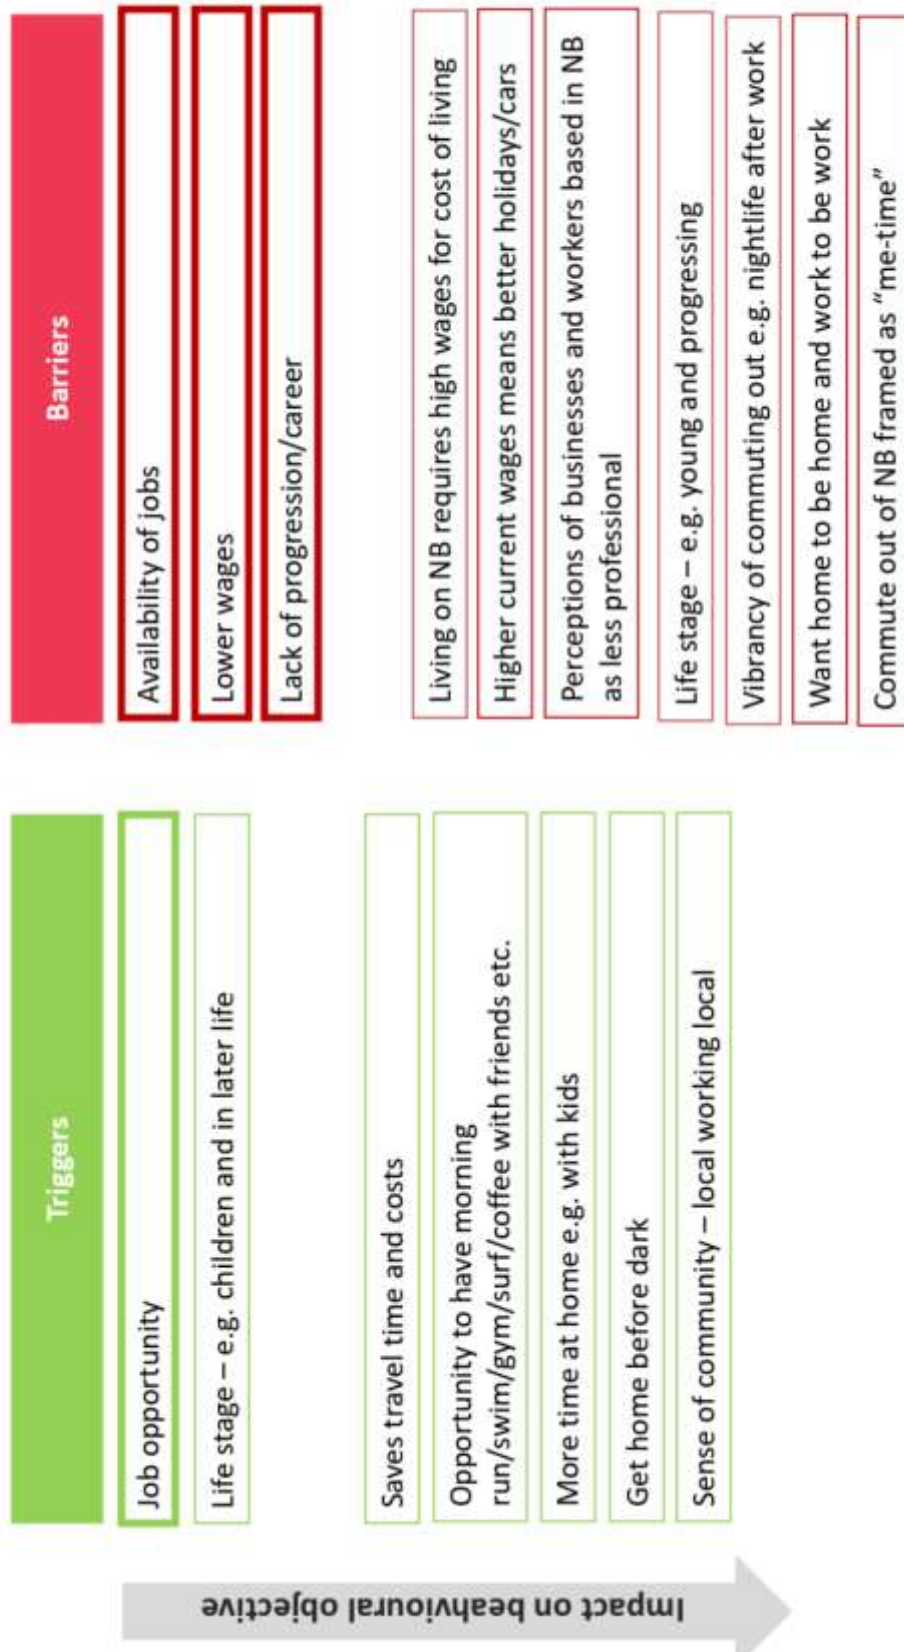 Impact on beahvioural objective
Triggers
Job opportunity
Life stage – e.g. children and in later life
Saves travel time and costs
Opportunity to have morning
run/swim/gym/surf/coffee with friends etc.
More time at home e.g. with kids
Get home before dark
Sense of community – local working local
Barriers
Availability of jobs
Lower wages
Lack of progression/career
Living on NB requires high wages for cost of living
Higher current wages means better holidays/cars
Perceptions of businesses and workers based in NB
as less professional
Life stage – e.g. young and progressing
Vibrancy of commuting out e.g. nightlife after work
Want home to be home and work to be work
Commute out of NB framed as “me-time”